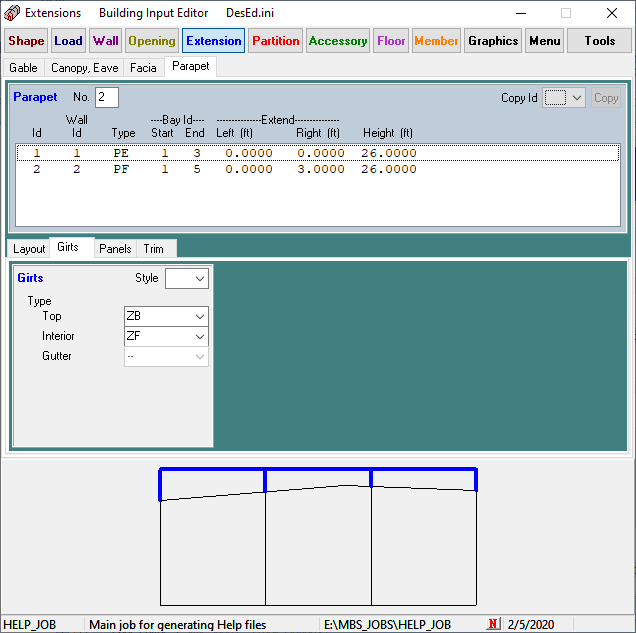 Extensions Building Input Editor DesEd.ini
Shape Load Wall Opening Extension Partition Accessory Floor Member Graphics Menu Tools
Gable Canopy, Eave Facia Parapet
Parapet No. 2 Copy Id Copy
Wall ----Bay Id---- --------------Extend--------------
Id Id Type Start End Left (ft) Right (ft) Height (ft)
1 1 PE 1 3 0.0000 0.0000 26.0000
2 2 PF 1 5 0.0000 3.0000 26.0000
Layout Girts Panels Trim
Girts Style
Type
Top ZB
Interior ZF
Gutter --
HELP_JOB Main job for generating Help files E:\MBS_JOBS\HELP_JOB N 2/5/2020